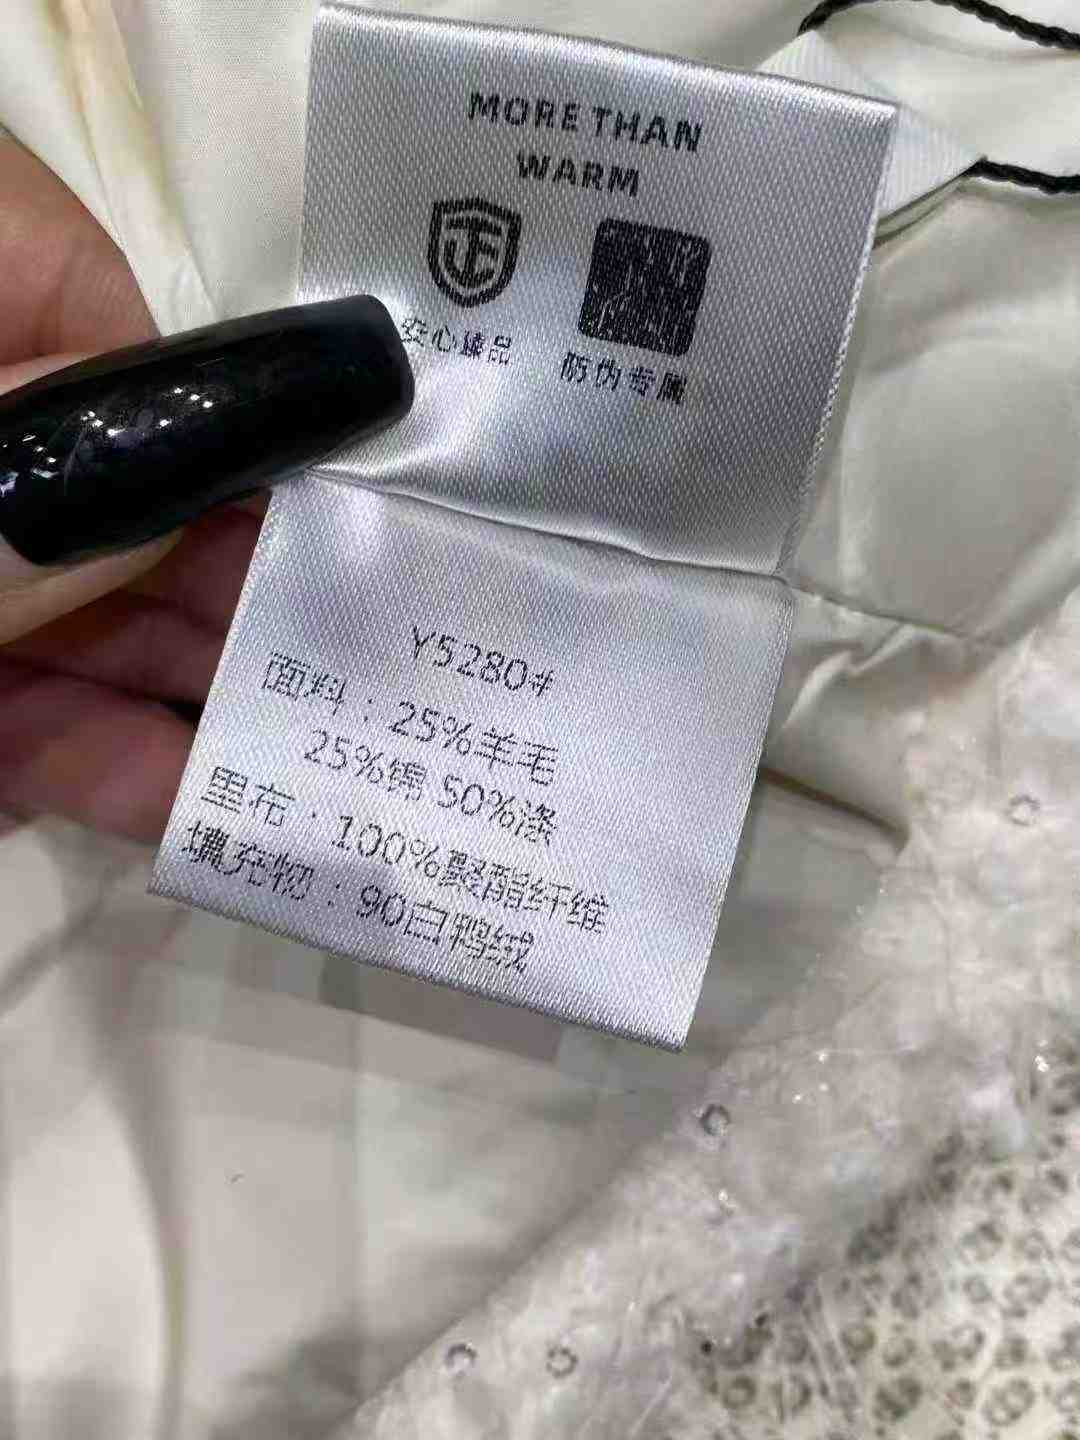 MORE THAN
WARM
安心臻品
防伪专属
Y5280#
面料：25%羊毛
25%锦 50%涤
里布：100%聚酯纤维
填充物：90白鸭绒